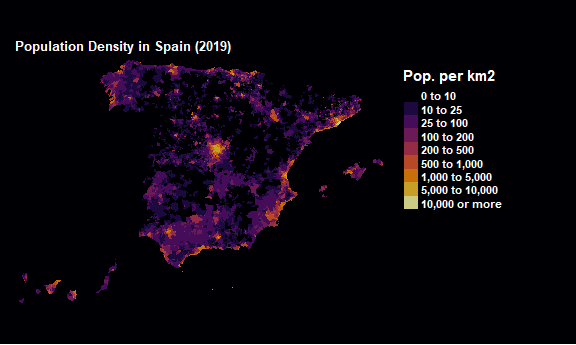 Population Density in Spain (2019)
Pop. per km2
0 to 10
10 to 25
25 to 100
100 to 200
200 to 500
500 to 1,000
1,000 to 5,000
5,000 to 10,000
10,000 or more